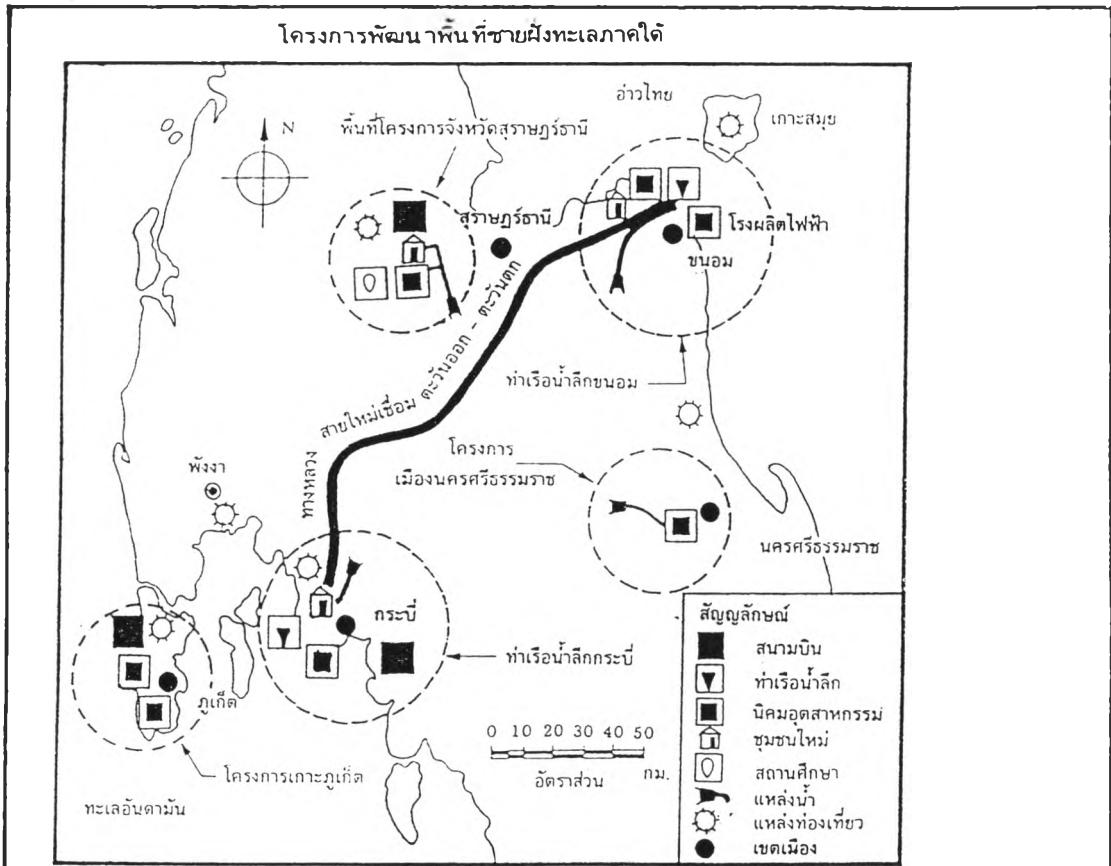 โครงการพัฒนาพื้นที่ชายฝั่งทะเลภาคใต้
อ่าวไทย
เกาะสมุย
N
พื้นที่โครงการจังหวัดสุราษฎร์ธานี
สุราษฎร์ธานี
โรงผลิตไฟฟ้า
ขนอม
ท่าเรือน้ำลึกขนอม
ทางหลวง สายใหม่เชื่อม ตะวันออก - ตะวันตก
โครงการ
เมืองนครศรีธรรมราช
พังงา
นครศรีธรรมราช
กระบี่
ท่าเรือน้ำลึกกระบี่
ภูเก็ต
โครงการเกาะภูเก็ต
ทะเลอันดามัน
0 10 20 30 40 50
อัตราส่วน กม.
สัญญลักษณ์
สนามบิน
ท่าเรือน้ำลึก
นิคมอุตสาหกรรม
ชุมชนใหม่
สถานศึกษา
แหล่งน้ำ
แหล่งท่องเที่ยว
เขตเมือง